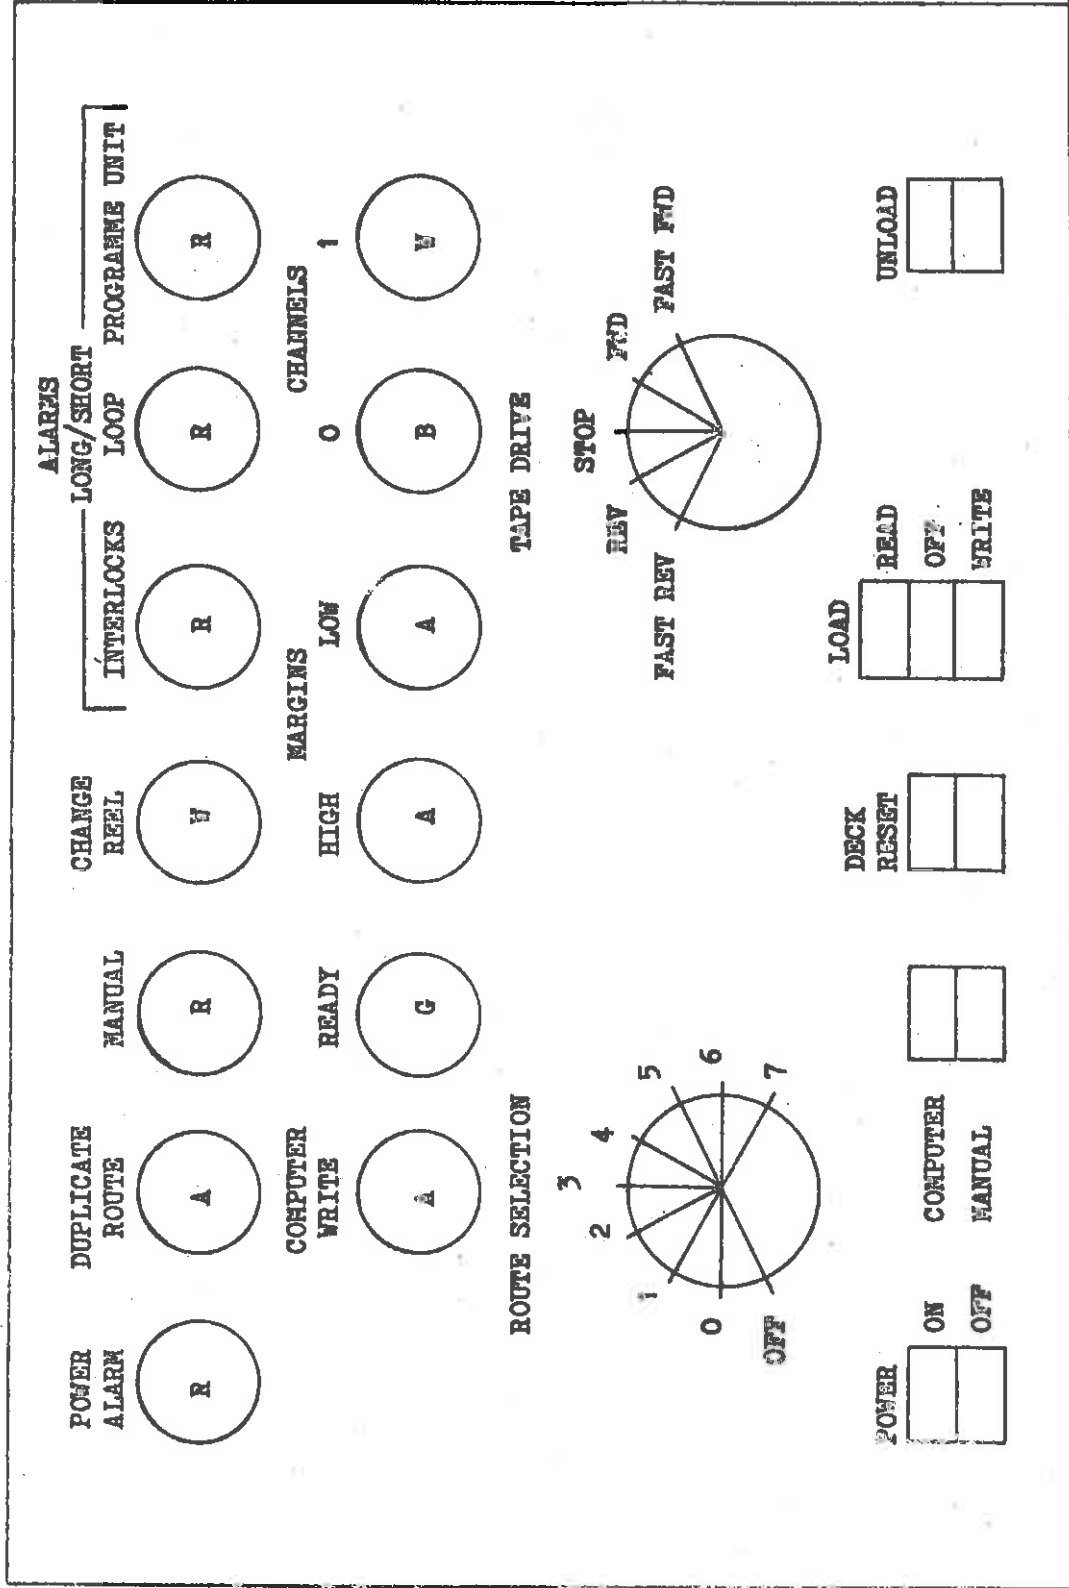 ALARMS
POWER ALARM
DUPLICATE ROUTE
MANUAL
CHANGE REEL
INTERLOCKS
LONG/SHORT LOOP
PROGRAMME UNIT
R
A
R
W
R
R
R
COMPUTER WRITE
READY
MARGINS
HIGH
LOW
CHANNELS
0
1
A
G
A
A
B
W
ROUTE SELECTION
OFF
0
1
2
3
4
5
6
7
TAPE DRIVE
FAST REV
REV
STOP
FWD
FAST FWD
POWER
ON
OFF
COMPUTER
MANUAL
DECK RESET
LOAD
READ
OFF
WRITE
UNLOAD